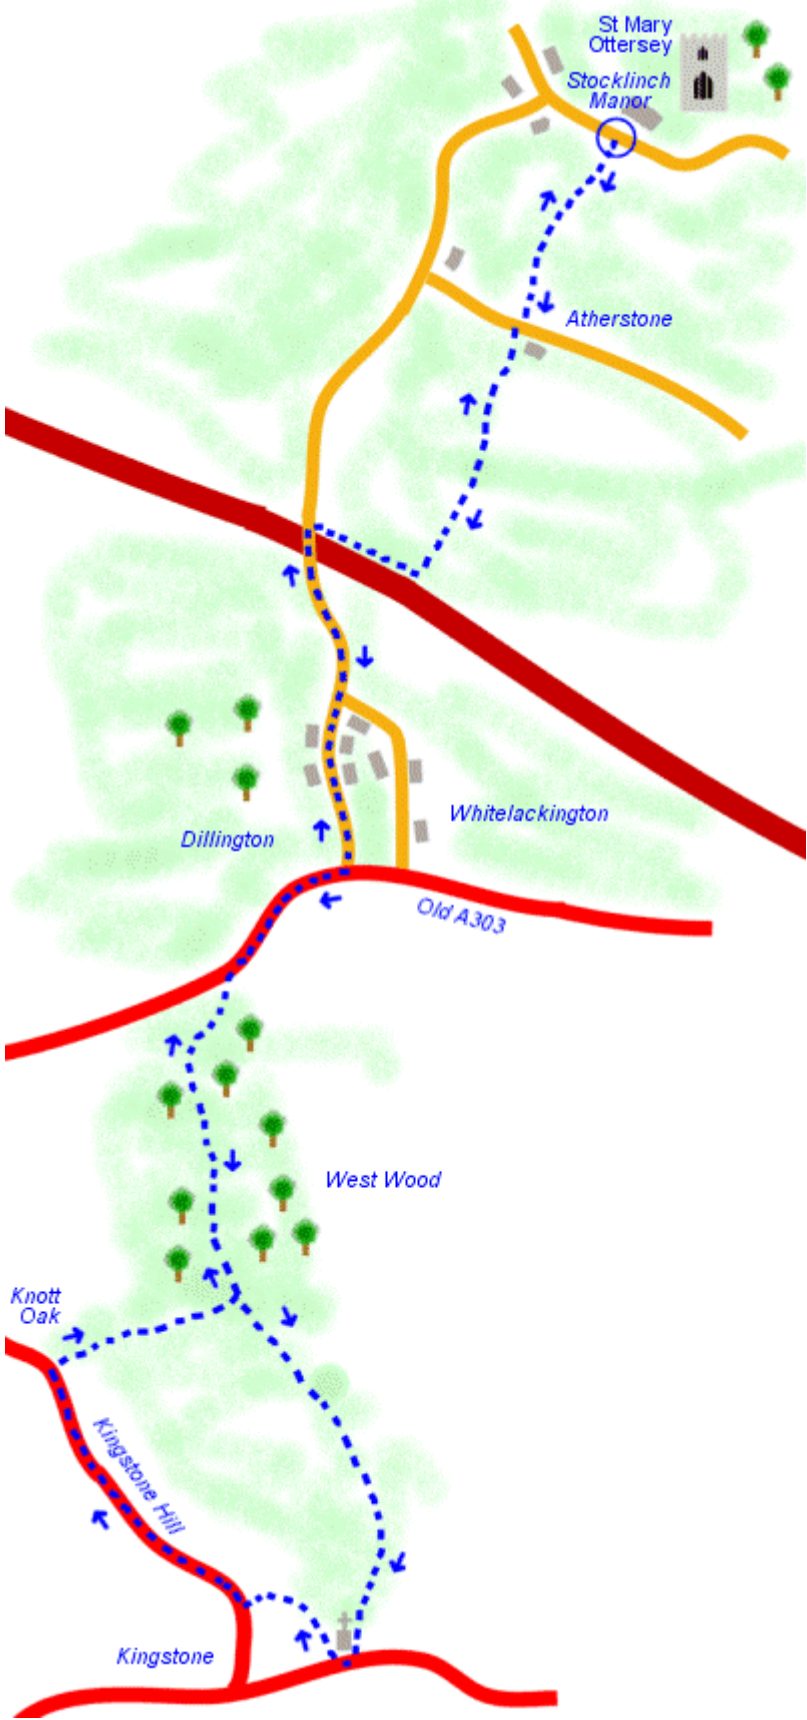 St Mary
Ottersey
Stocklinch
Manor
Atherstone
Whitelackington
Dillington
Old A303
West Wood
Knott
Oak
Kingstone Hill
Kingstone